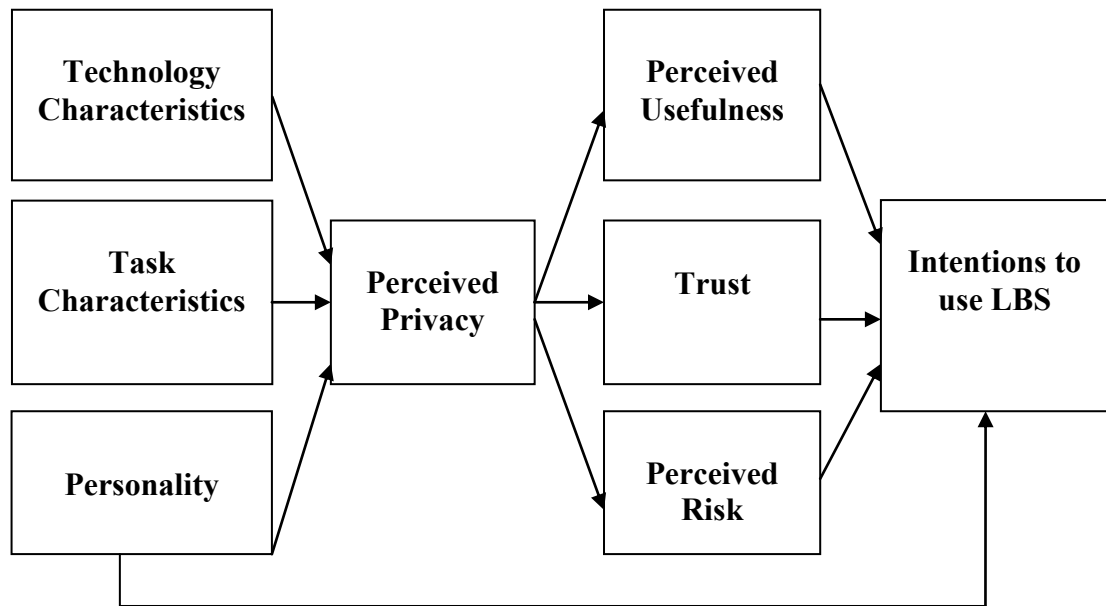 Technology
Characteristics
Task
Characteristics
Personality
Perceived
Privacy
Perceived
Usefulness
Trust
Perceived
Risk
Intentions to
use LBS